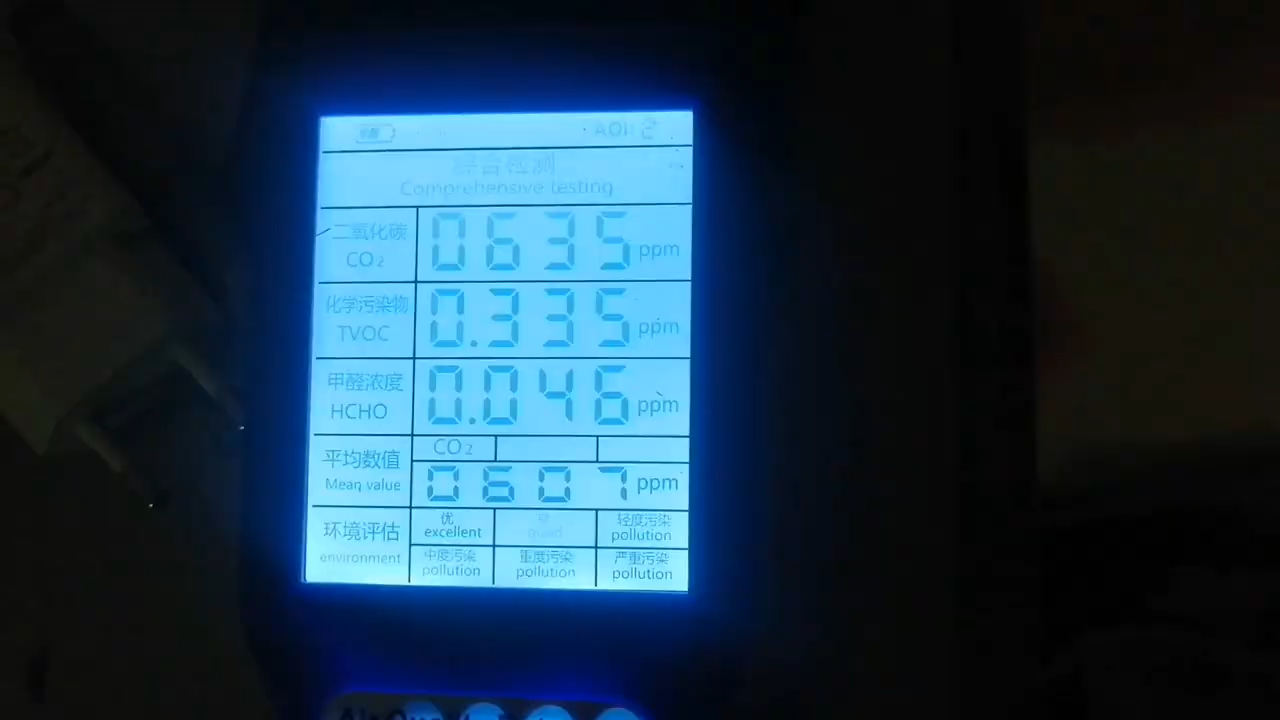 AQI: 2
综合检测
Comprehensive testing
二氧化碳
CO₂
0635 ppm
化学污染物
TVOC
0.335 ppm
甲醛浓度
HCHO
0.046 ppm
平均数值
Mean value
CO₂
0607 ppm
环境评估
environment
优
excellent
轻度污染
pollution
中度污染
pollution
重度污染
pollution
严重污染
pollution